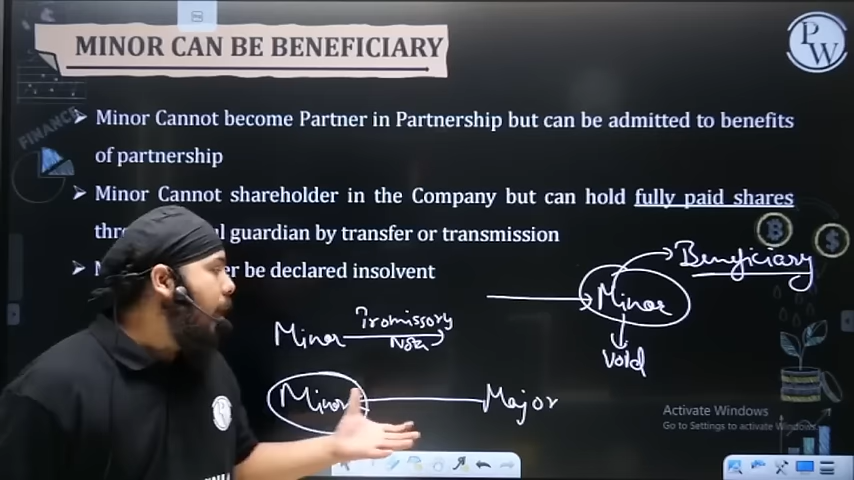 MINOR CAN BE BENEFICIARY
PW
FINANCE
➤ Minor Cannot become Partner in Partnership but can be admitted to benefits
of partnership
➤ Minor Cannot shareholder in the Company but can hold fully paid shares
guardian by transfer or transmission
be declared insolvent
Beneficiary
Minor
Void
Minor Promissory
Minor Major
Activate Windows
Go to Settings to activate Windows.